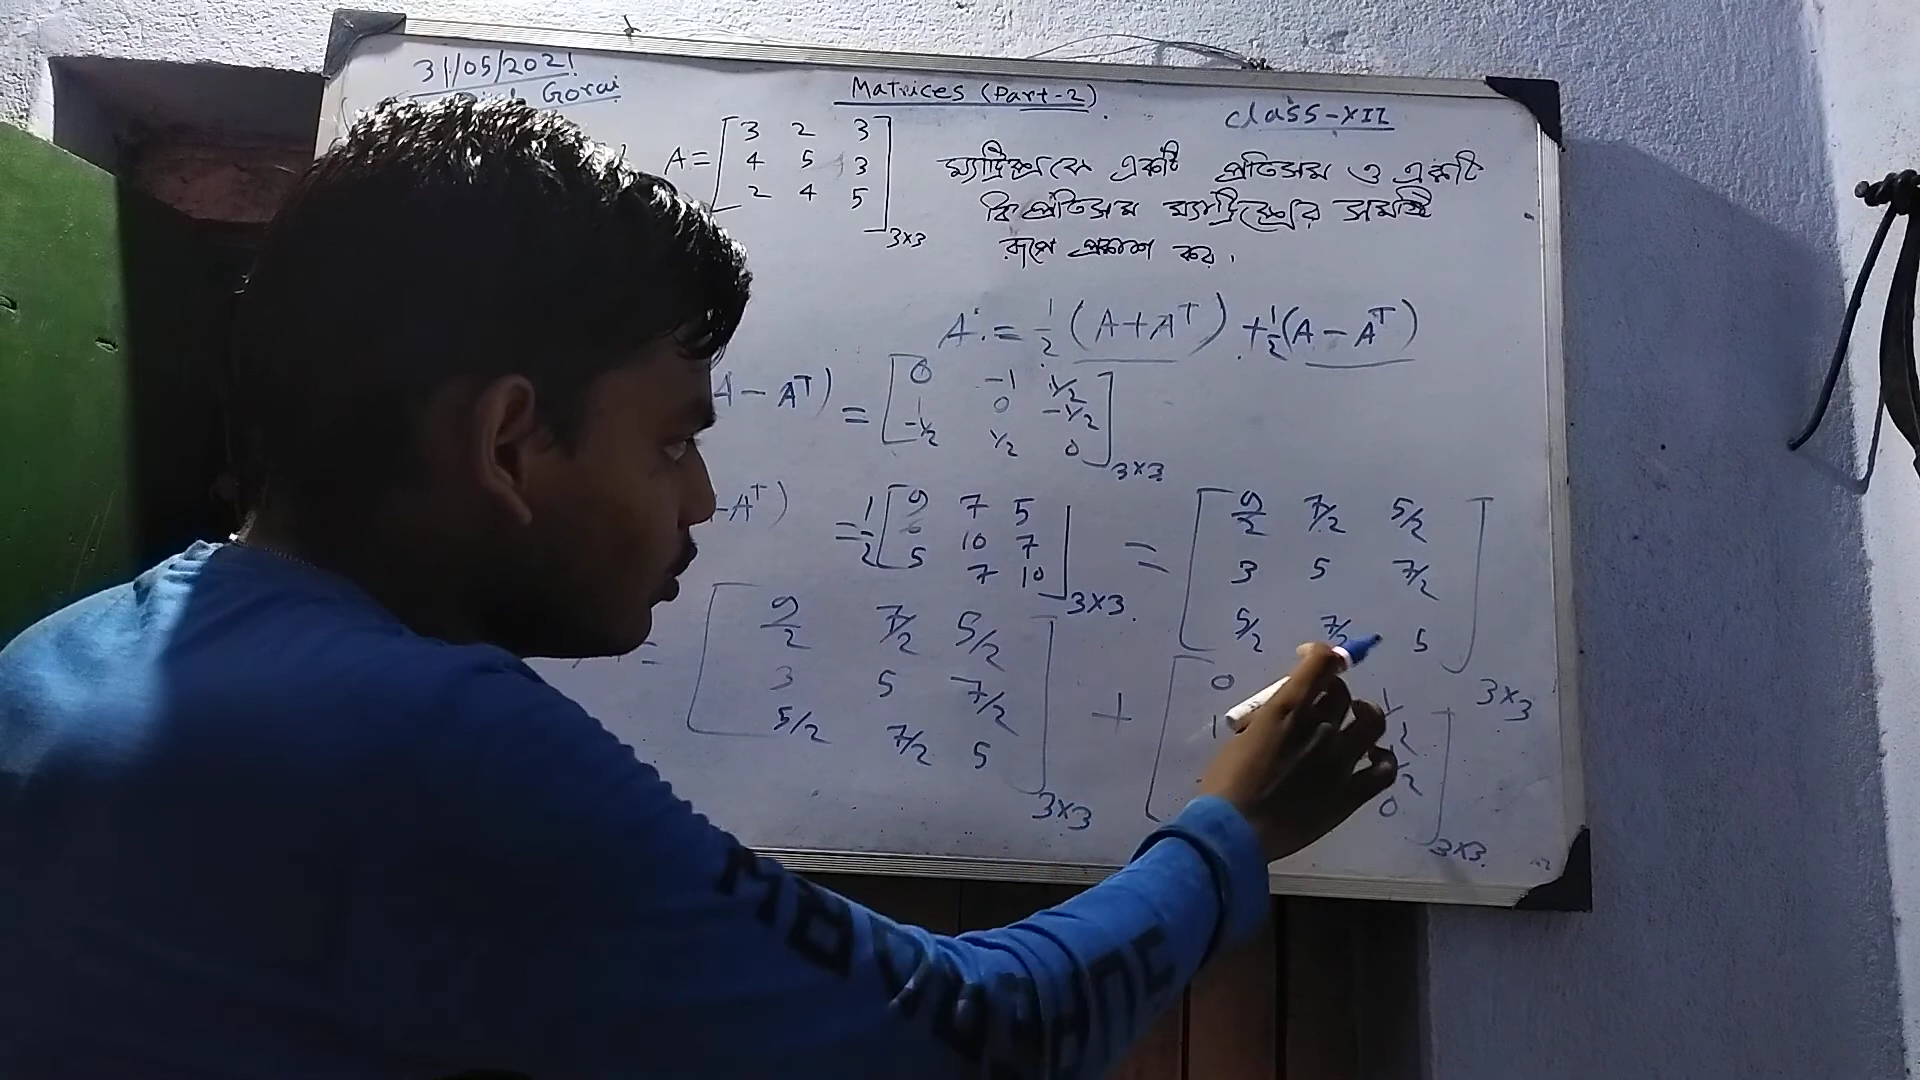 31/05/2021
Gorai
Matrices (Part-2)
Class-XII
A = [3 2 3
4 5 3
2 4 5] 3×3
ম্যাট্রিক্সকে একটি প্রতিসম ও একটি
বিপ্রতিসম ম্যাট্রিক্সের সমষ্টি
রূপে প্রকাশ কর.
A = 1/2 (A + A^T) + 1/2 (A - A^T)
A - A^T) = [0 -1 1/2
1 0 -1/2
-1/2 1/2 0] 3×3
-A^T) = 1/2 [9 7 5
6 10 7
5 7 10] 3×3 = [9/2 7/2 5/2
3 5 7/2
5/2 7/2 5] 3×3
= [9/2 7/2 5/2
3 5 7/2
5/2 7/2 5] 3×3 + [0
1
0] 3×3
MBOUBHUS